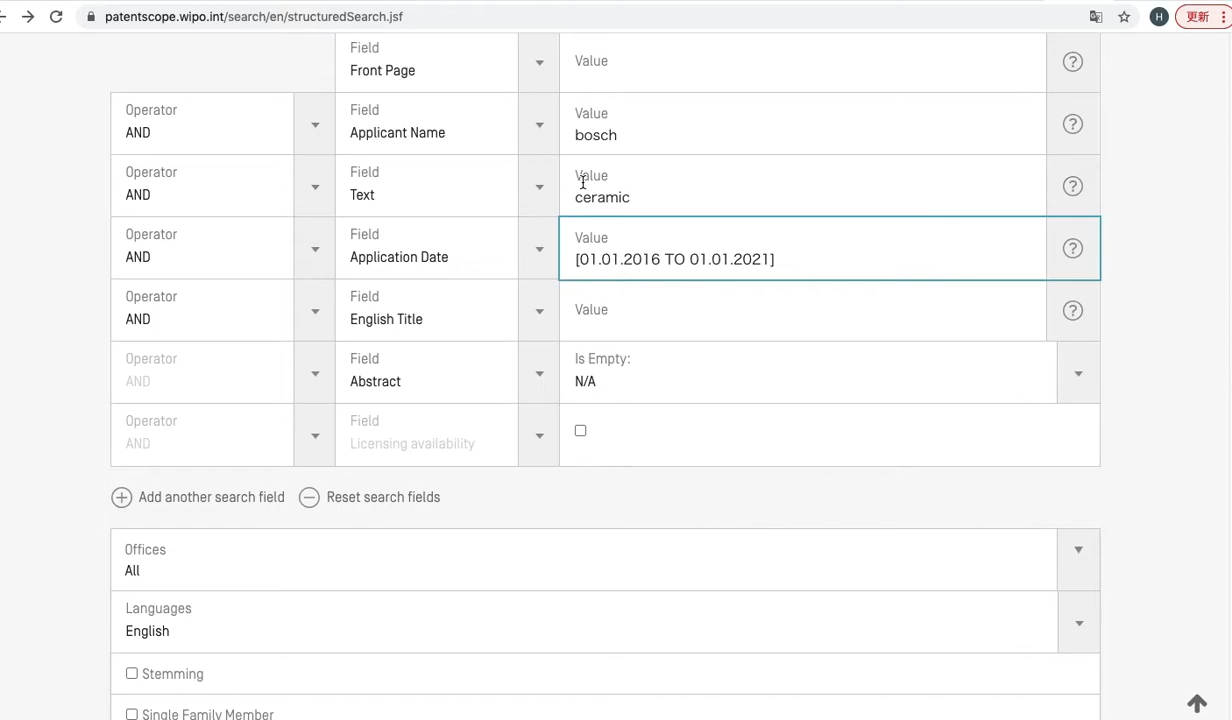 patentscope.wipo.int/search/en/structuredSearch.jsf
H
更新
Field
Front Page
Value
?
Operator
AND
Field
Applicant Name
Value
bosch
?
Operator
AND
Field
Text
Value
ceramic
?
Operator
AND
Field
Application Date
Value
[01.01.2016 TO 01.01.2021]
?
Operator
AND
Field
English Title
Value
?
Operator
AND
Field
Abstract
Is Empty:
N/A
Operator
AND
Field
Licensing availability
Add another search field
Reset search fields
Offices
All
Languages
English
Stemming
Single Family Member